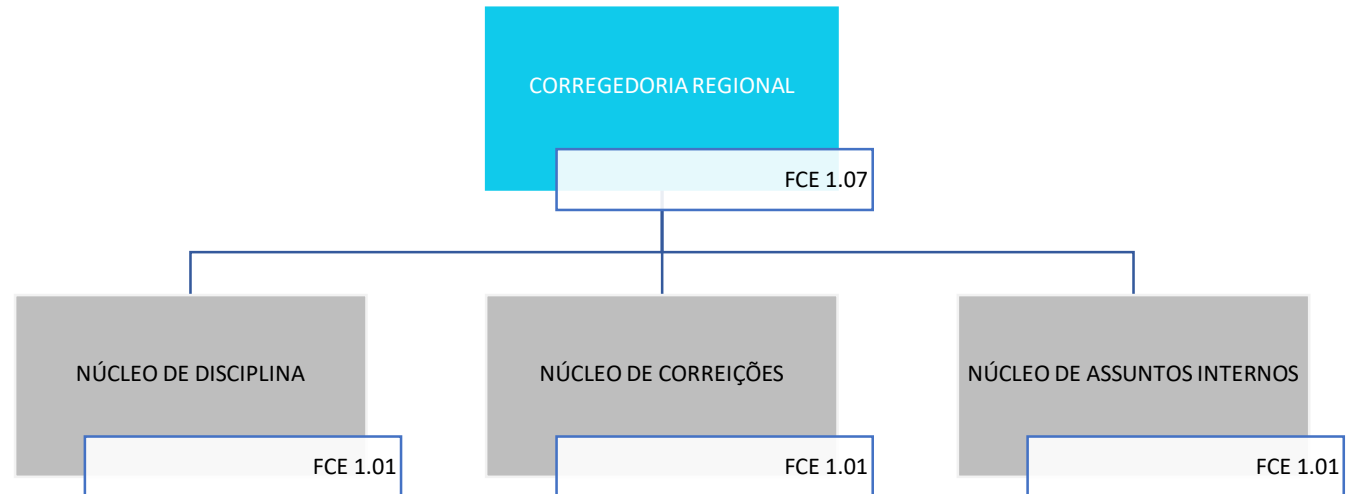 CORREGEDORIA REGIONAL
FCE 1.07
NÚCLEO DE DISCIPLINA
FCE 1.01
NÚCLEO DE CORREIÇÕES
FCE 1.01
NÚCLEO DE ASSUNTOS INTERNOS
FCE 1.01